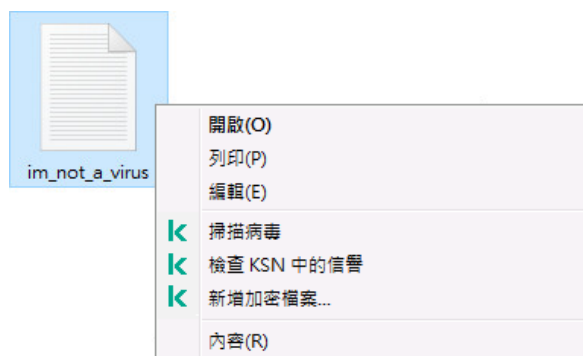 im_not_a_virus
開啟(O)
列印(P)
編輯(E)
掃描病毒
檢查 KSN 中的信譽
新增加密檔案...
內容(R)